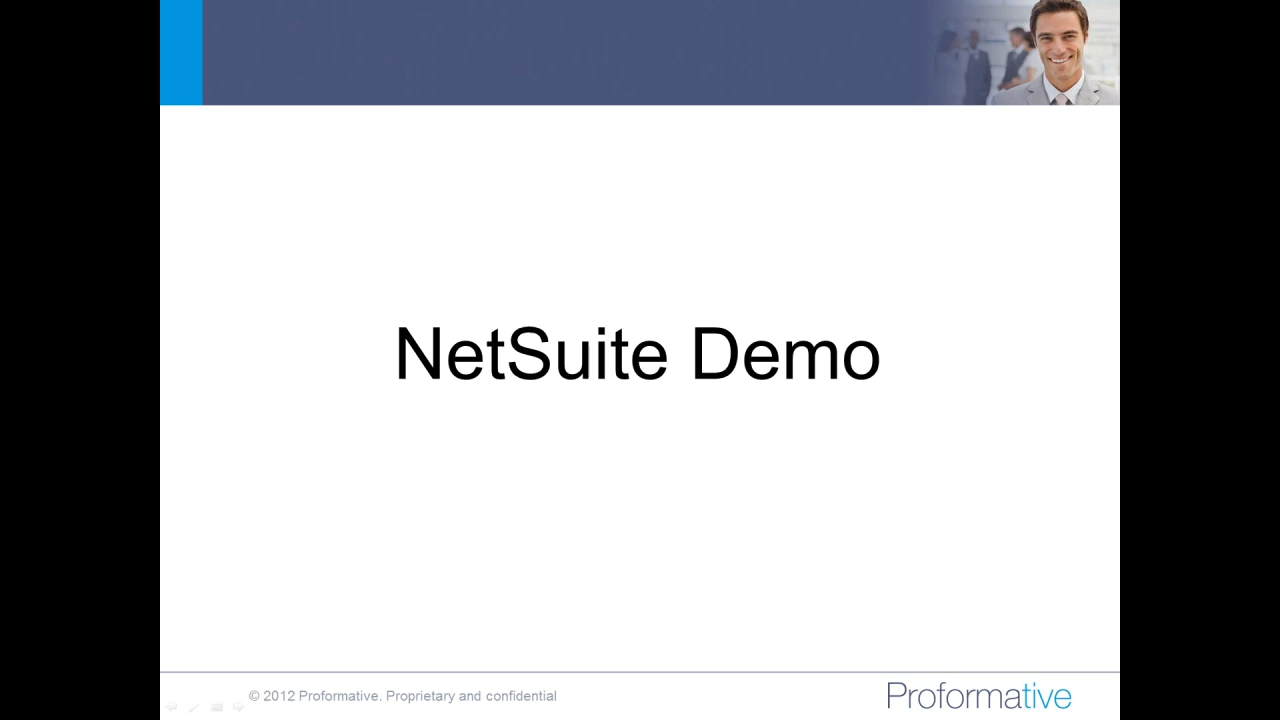 NetSuite Demo
© 2012 Proformative. Proprietary and confidential
Proformative